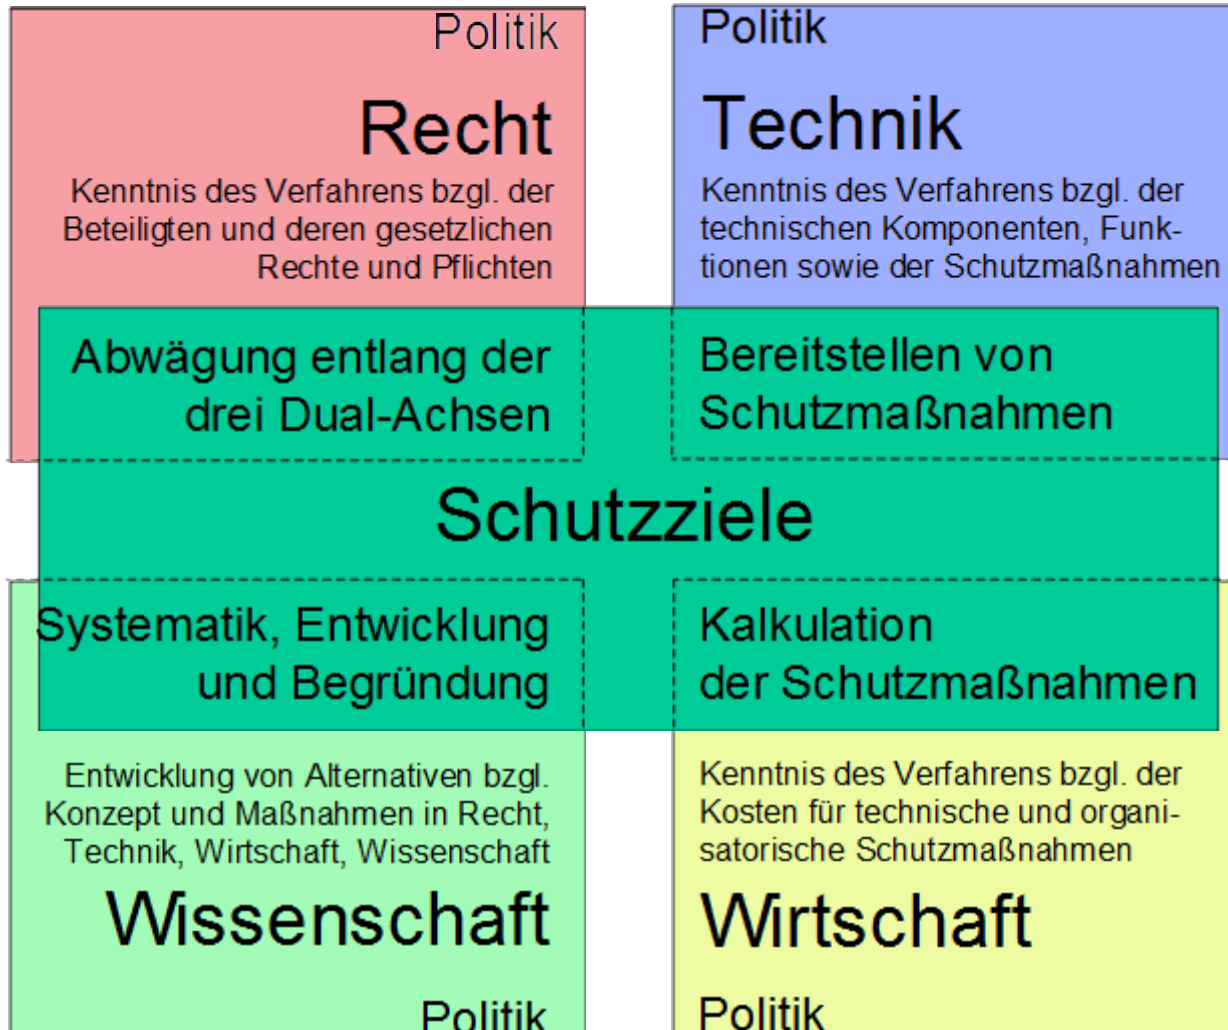 Politik
Recht
Kenntnis des Verfahrens bzgl. der
Beteiligten und deren gesetzlichen
Rechte und Pflichten
Politik
Technik
Kenntnis des Verfahrens bzgl. der
technischen Komponenten, Funk-
tionen sowie der Schutzmaßnahmen
Abwägung entlang der
drei Dual-Achsen
Bereitstellen von
Schutzmaßnahmen
Schutzziele
Systematik, Entwicklung
und Begründung
Kalkulation
der Schutzmaßnahmen
Entwicklung von Alternativen bzgl.
Konzept und Maßnahmen in Recht,
Technik, Wirtschaft, Wissenschaft
Wissenschaft
Politik
Kenntnis des Verfahrens bzgl. der
Kosten für technische und organi-
satorische Schutzmaßnahmen
Wirtschaft
Politik